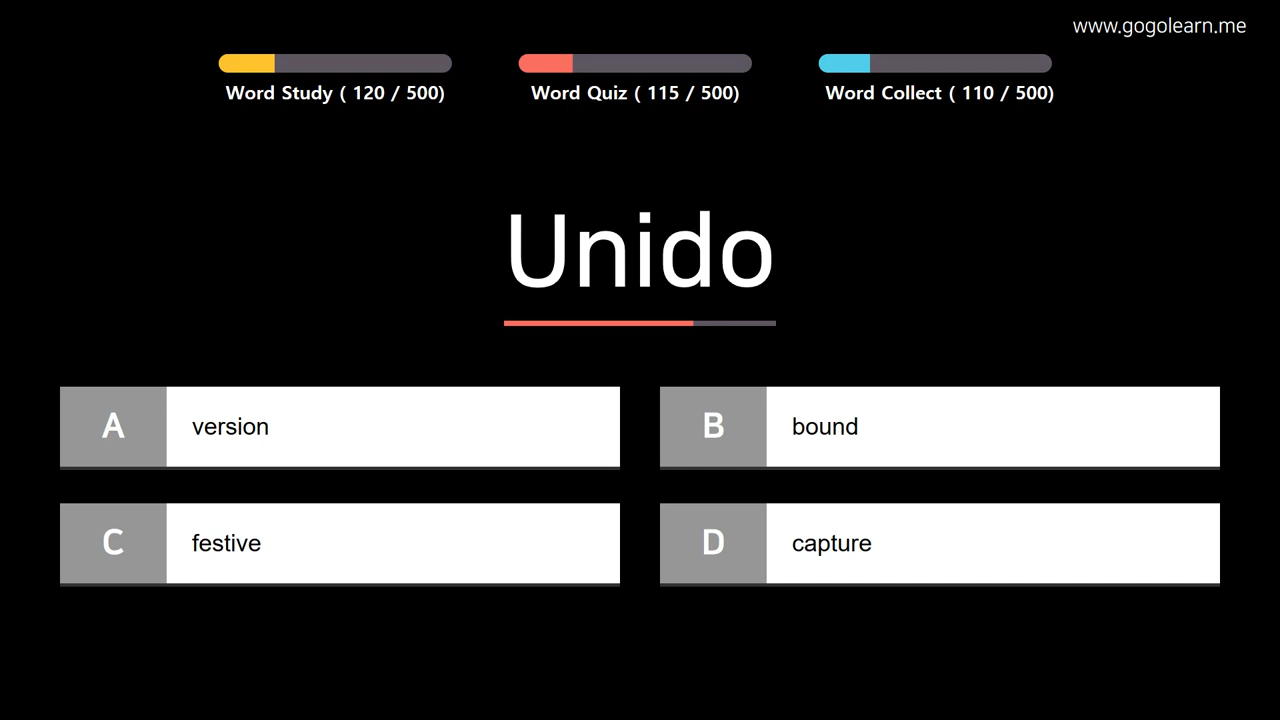 www.gogolearn.me
Word Study ( 120 / 500)
Word Quiz ( 115 / 500)
Word Collect ( 110 / 500)
Unido
A version
B bound
C festive
D capture